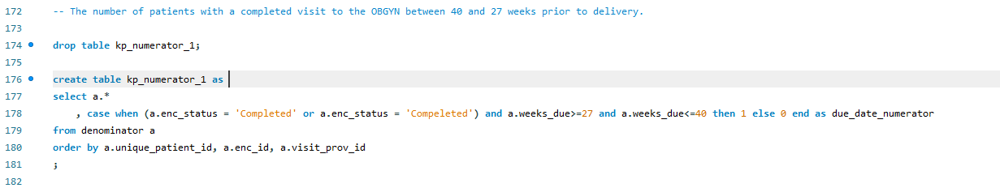 172 -- The number of patients with a completed visit to the OBGYN between 40 and 27 weeks prior to delivery.
173
174 drop table kp_numerator_1;
175
176 create table kp_numerator_1 as
177 select a.*
178 , case when (a.enc_status = 'Completed' or a.enc_status = 'Compeleted') and a.weeks_due>=27 and a.weeks_due<=40 then 1 else 0 end as due_date_numerator
179 from denominator a
180 order by a.unique_patient_id, a.enc_id, a.visit_prov_id
181 ;
182